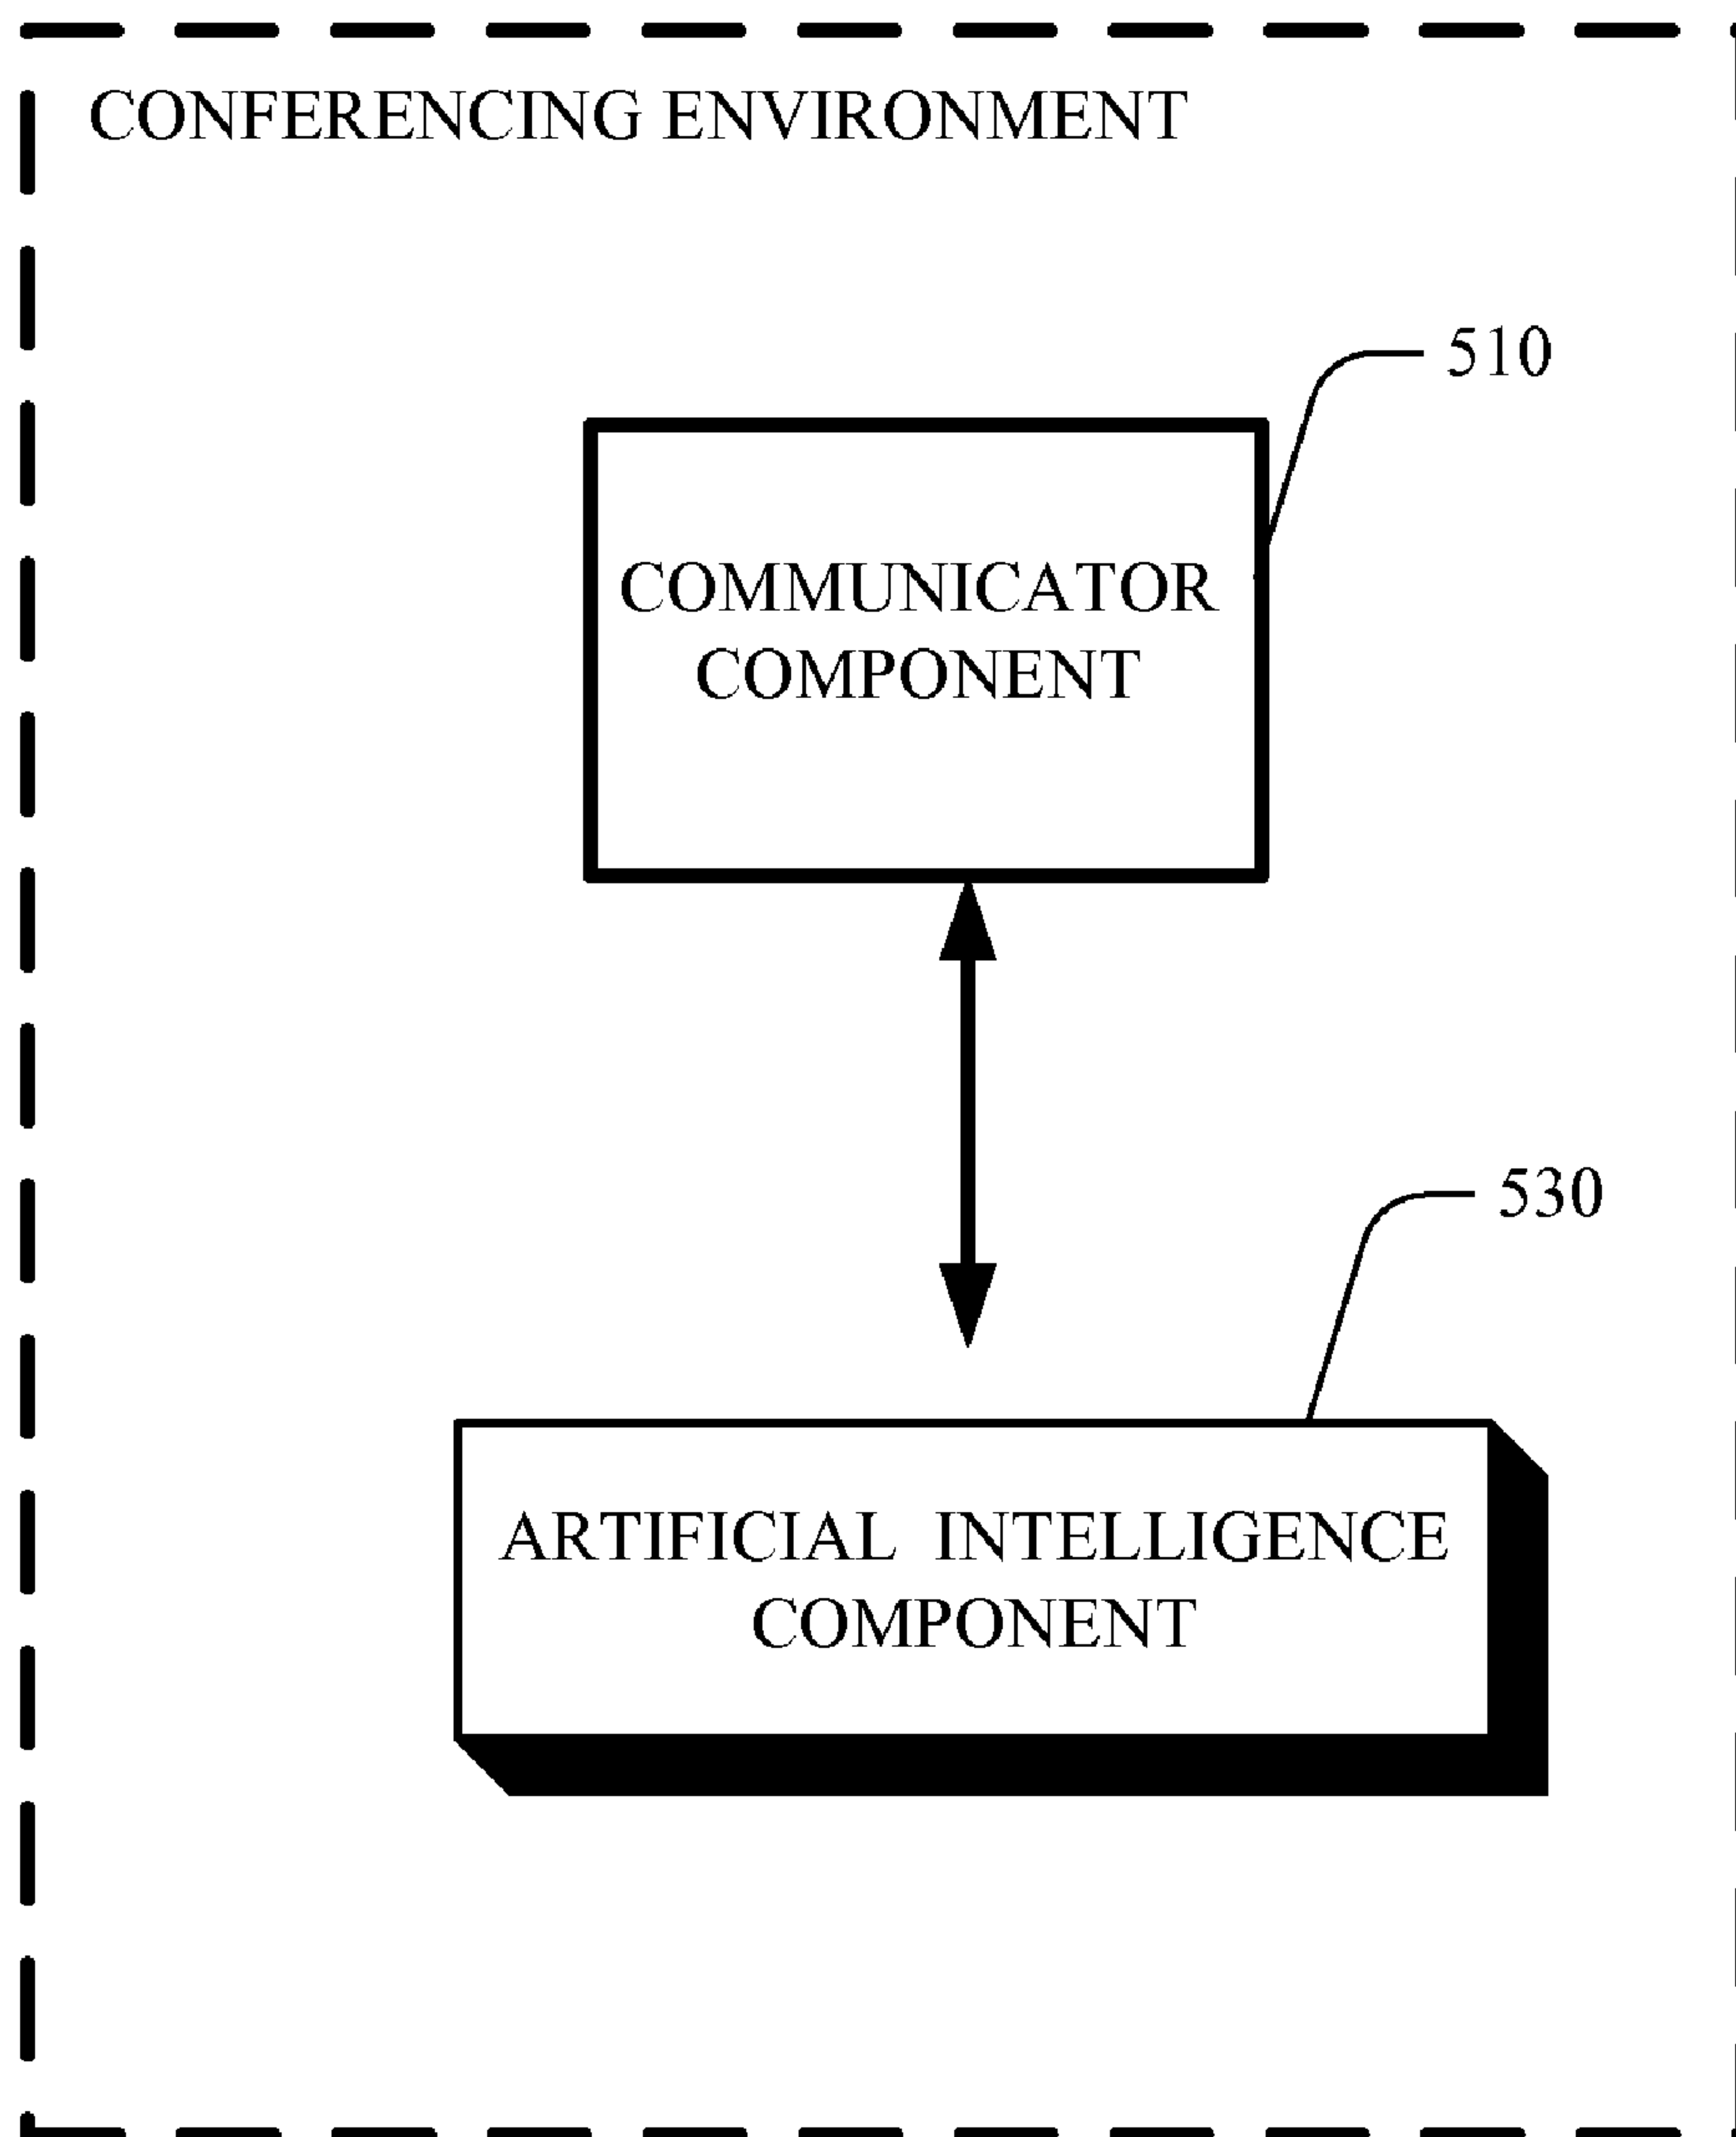 CONFERENCING ENVIRONMENT
510
COMMUNICATOR
COMPONENT
530
ARTIFICIAL INTELLIGENCE
COMPONENT